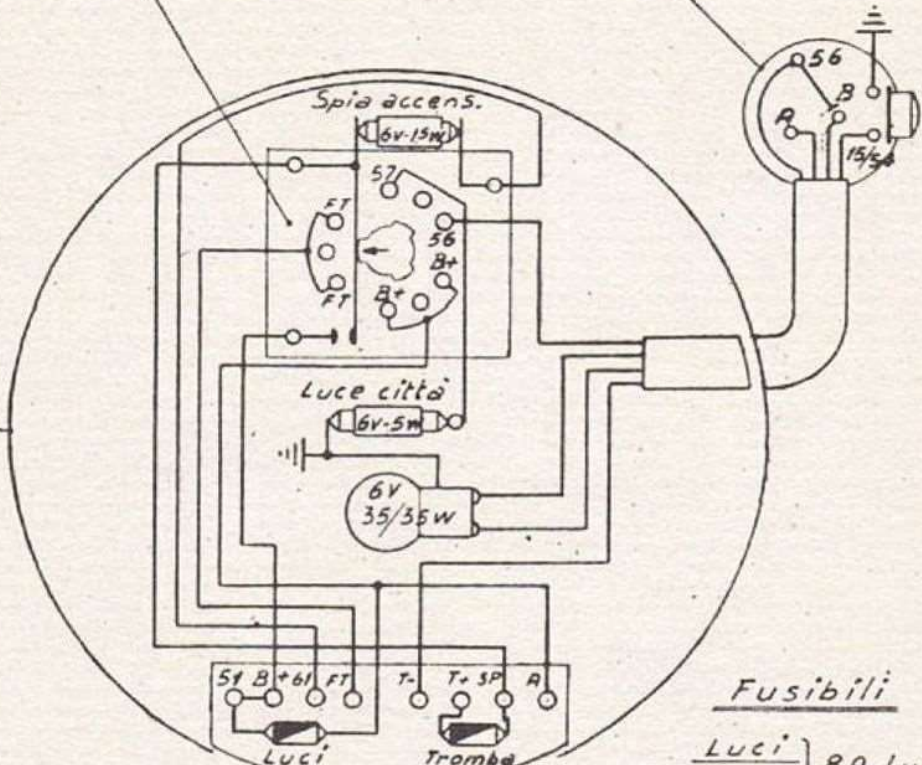 56
B
A
15/54
Spia accens.
6V-15W
57
FT
56
B+
FT
B+
Luce città
6V-5W
6V
35/35W
51 B+ 61 FT T- T+ SP A
Luci Tromba
Fusibili
Luci